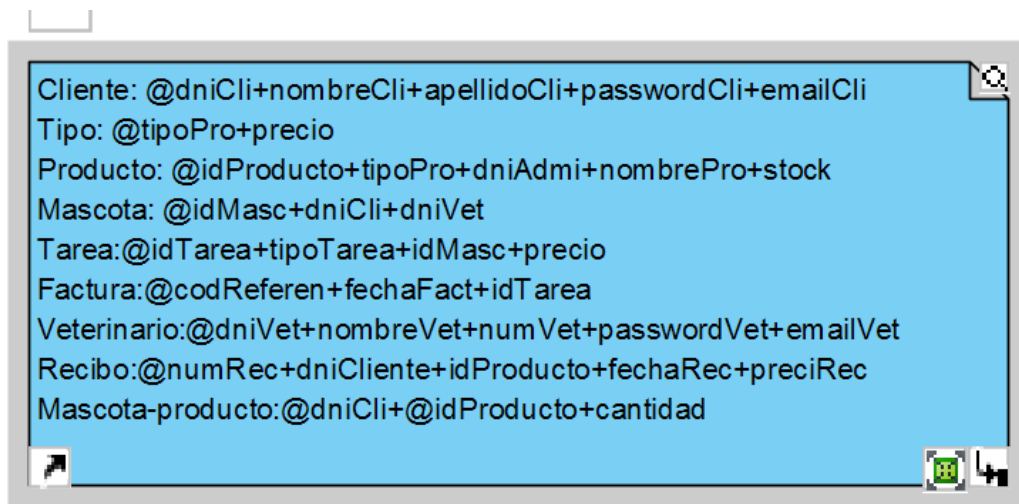 Cliente: @dniCli+nombreCli+apellidoCli+passwordCli+emailCli
Tipo: @tipoPro+precio
Producto: @idProducto+tipoPro+dniAdmi+nombrePro+stock
Mascota: @idMasc+dniCli+dniVet
Tarea:@idTarea+tipoTarea+idMasc+precio
Factura:@codReferen+fechaFact+idTarea
Veterinario:@dniVet+nombreVet+numVet+passwordVet+emailVet
Recibo:@numRec+dniCliente+idProducto+fechaRec+preciRec
Mascota-producto:@dniCli+@idProducto+cantidad